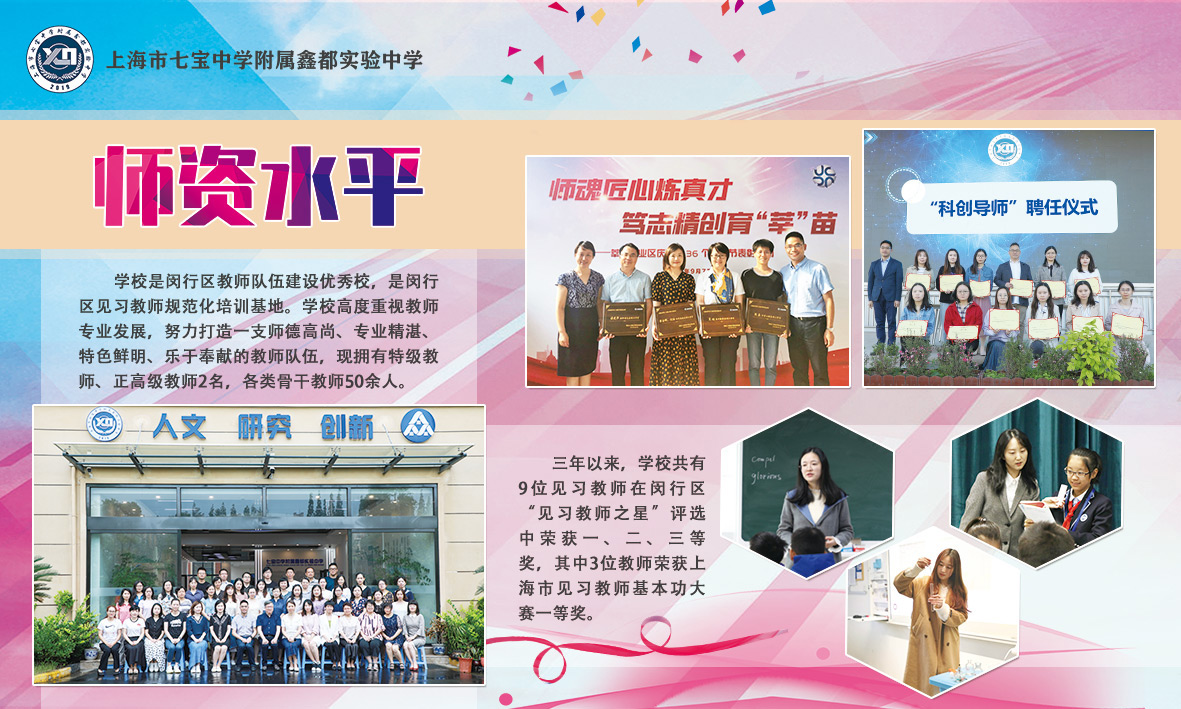 上海市七宝中学附属鑫都实验中学
2019
师资水平
学校是闵行区教师队伍建设优秀校，是闵行
区见习教师规范化培训基地。学校高度重视教师
专业发展，努力打造一支师德高尚、专业精湛、
特色鲜明、乐于奉献的教师队伍，现拥有特级教
师、正高级教师2名，各类骨干教师50余人。
师魂匠心炼真才
笃志精创育“莘”苗
“科创导师”聘任仪式
人文 研究 创新
三年以来，学校共有
9位见习教师在闵行区
“见习教师之星”评选
中荣获一、二、三等
奖，其中3位教师荣获上
海市见习教师基本功大
赛一等奖。
compel
glorious